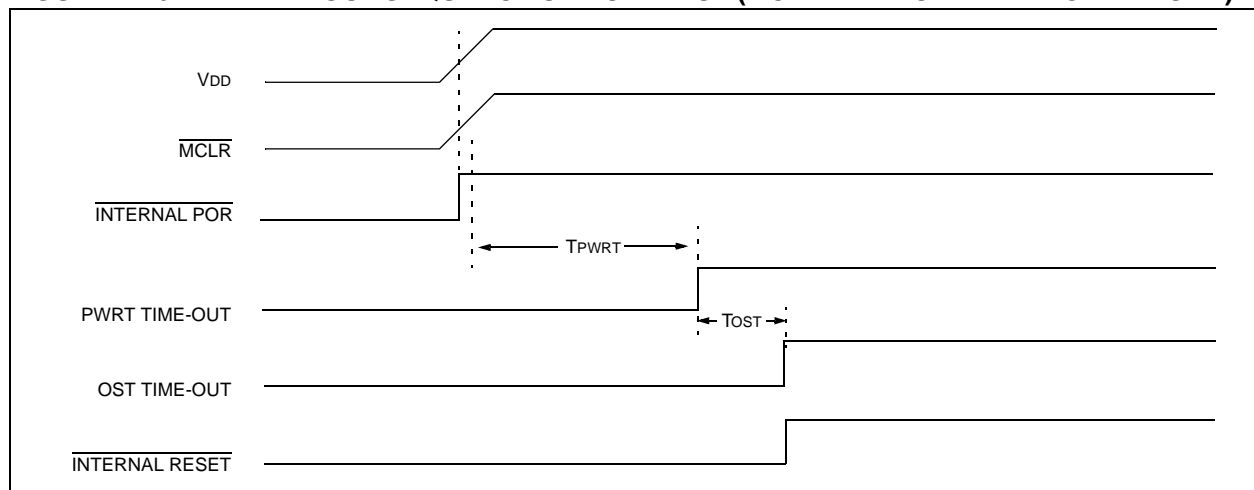 VDD
MCLR
INTERNAL POR
TPWRT
PWRT TIME-OUT
TOST
OST TIME-OUT
INTERNAL RESET